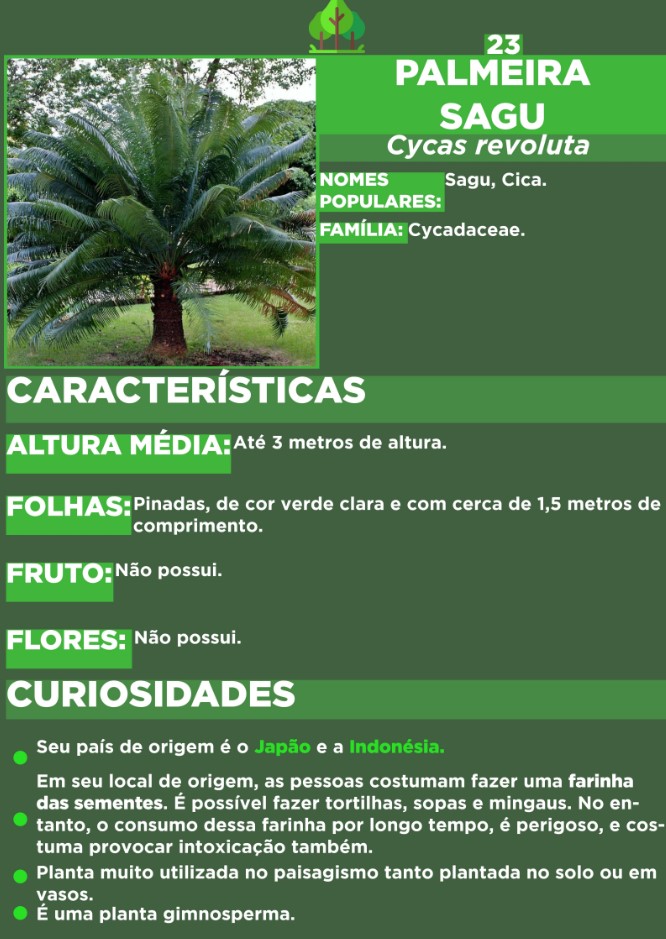 23
PALMEIRA
SAGU
Cycas revoluta
NOMES POPULARES: Sagu, Cica.
FAMÍLIA: Cycadaceae.
CARACTERÍSTICAS
ALTURA MÉDIA: Até 3 metros de altura.
FOLHAS: Pinadas, de cor verde clara e com cerca de 1,5 metros de
comprimento.
FRUTO: Não possui.
FLORES: Não possui.
CURIOSIDADES
Seu país de origem é o Japão e a Indonésia.
Em seu local de origem, as pessoas costumam fazer uma farinha
das sementes. É possível fazer tortilhas, sopas e mingaus. No en-
tanto, o consumo dessa farinha por longo tempo, é perigoso, e cos-
tuma provocar intoxicação também.
Planta muito utilizada no paisagismo tanto plantada no solo ou em
vasos.
É uma planta gimnosperma.